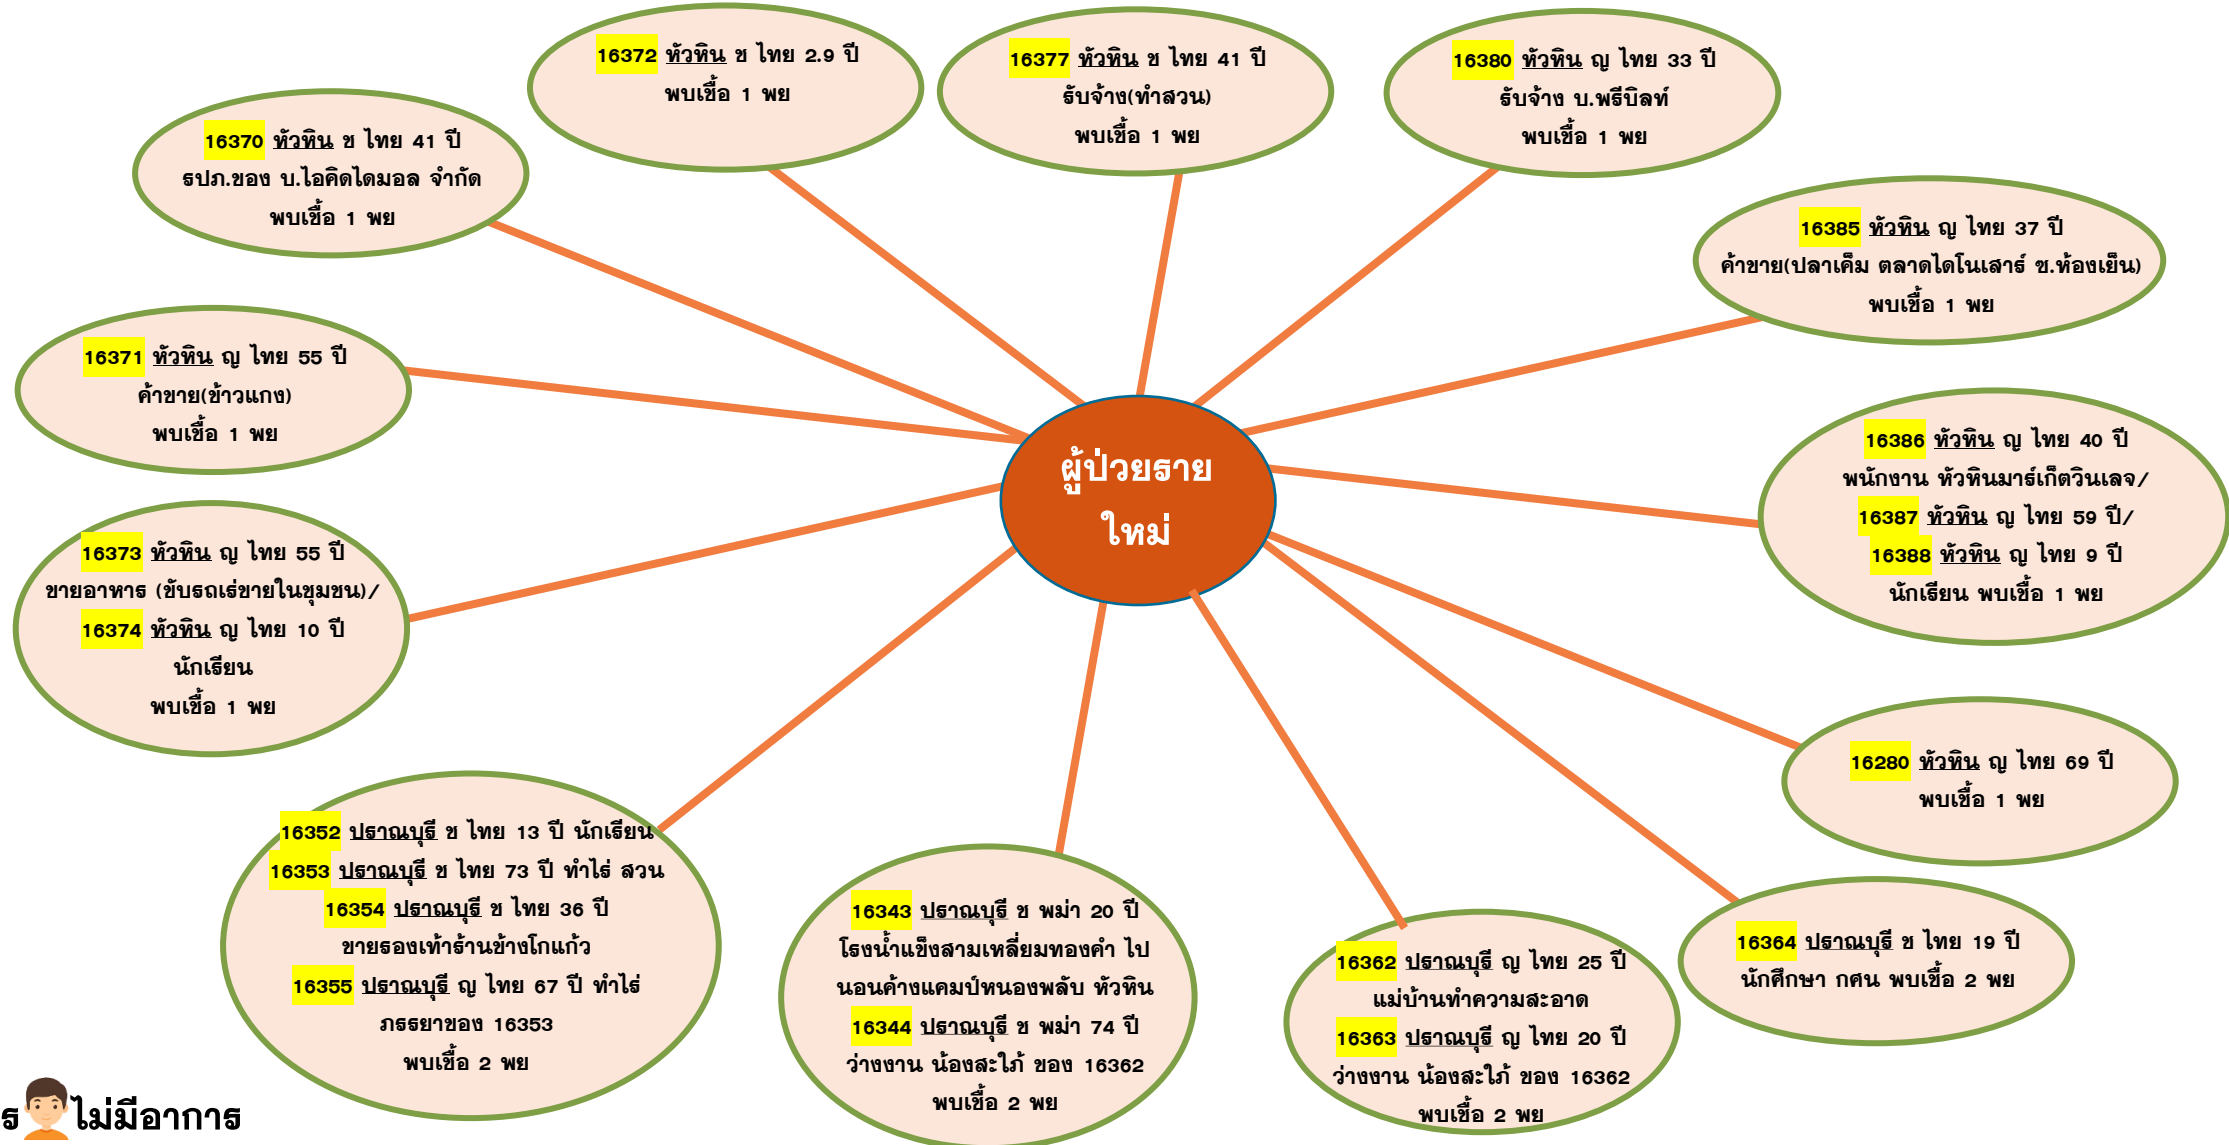 16372 หัวหิน ช ไทย 2.9 ปี
พบเชื้อ 1 พย
16377 หัวหิน ช ไทย 41 ปี
รับจ้าง(ทำสวน)
พบเชื้อ 1 พย
16380 หัวหิน ญ ไทย 33 ปี
รับจ้าง บ.พรีบิลท์
พบเชื้อ 1 พย
16370 หัวหิน ช ไทย 41 ปี
รปภ.ของ บ.ไอคิดไดมอล จำกัด
พบเชื้อ 1 พย
16385 หัวหิน ญ ไทย 37 ปี
ค้าขาย(ปลาเค็ม ตลาดไดโนเสาร์ ซ.ห้องเย็น)
พบเชื้อ 1 พย
16371 หัวหิน ญ ไทย 55 ปี
ค้าขาย(ข้าวแกง)
พบเชื้อ 1 พย
ผู้ป่วยราย
ใหม่
16386 หัวหิน ญ ไทย 40 ปี
พนักงาน หัวหินมาร์เก็ตวินเลจ/
16387 หัวหิน ญ ไทย 59 ปี/
16388 หัวหิน ญ ไทย 9 ปี
นักเรียน พบเชื้อ 1 พย
16373 หัวหิน ญ ไทย 55 ปี
ขายอาหาร (ขับรถเร่ขายในชุมชน)/
16374 หัวหิน ญ ไทย 10 ปี
นักเรียน
พบเชื้อ 1 พย
16280 หัวหิน ญ ไทย 69 ปี
พบเชื้อ 1 พย
16352 ปราณบุรี ช ไทย 13 ปี นักเรียน
16353 ปราณบุรี ช ไทย 73 ปี ทำไร่ สวน
16354 ปราณบุรี ช ไทย 36 ปี
ขายรองเท้าร้านข้างโกแก้ว
16355 ปราณบุรี ญ ไทย 67 ปี ทำไร่
ภรรยาของ 16353
พบเชื้อ 2 พย
16343 ปราณบุรี ช พม่า 20 ปี
โรงน้ำแข็งสามเหลี่ยมทองคำ ไป
นอนค้างแคมป์หนองพลับ หัวหิน
16344 ปราณบุรี ช พม่า 74 ปี
ว่างงาน น้องสะใภ้ ของ 16362
พบเชื้อ 2 พย
16362 ปราณบุรี ญ ไทย 25 ปี
แม่บ้านทำความสะอาด
16363 ปราณบุรี ญ ไทย 20 ปี
ว่างงาน น้องสะใภ้ ของ 16362
พบเชื้อ 2 พย
16364 ปราณบุรี ช ไทย 19 ปี
นักศึกษา กศน พบเชื้อ 2 พย
ร ไม่มีอาการ